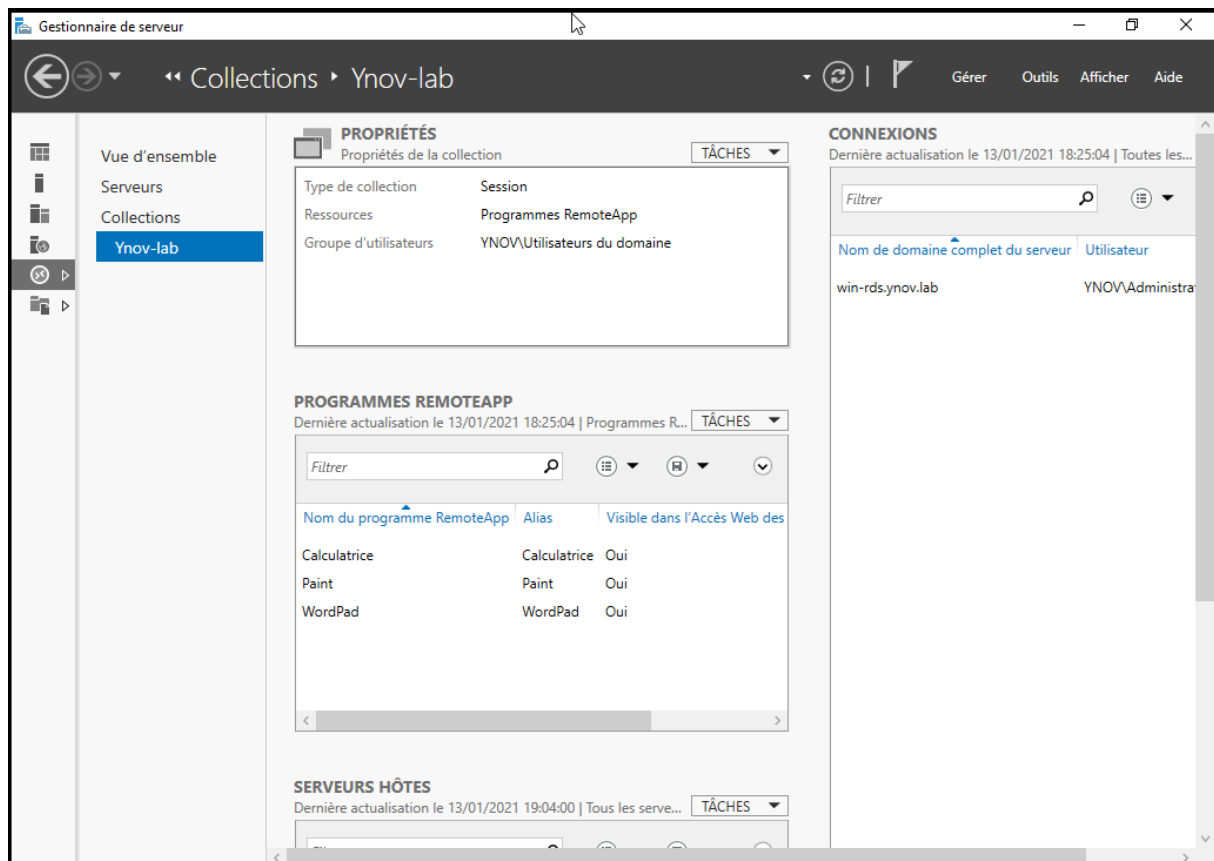 Gestionnaire de serveur
Collections Ynov-lab
Gérer Outils Afficher Aide
Vue d'ensemble
Serveurs
Collections
Ynov-lab
PROPRIÉTÉS
Propriétés de la collection
TÂCHES
Type de collection Session
Ressources Programmes RemoteApp
Groupe d'utilisateurs YNOV\Utilisateurs du domaine
PROGRAMMES REMOTEAPP
Dernière actualisation le 13/01/2021 18:25:04 | Programmes R...
TÂCHES
Filtrer
Nom du programme RemoteApp Alias Visible dans l'Accès Web des
Calculatrice Calculatrice Oui
Paint Paint Oui
WordPad WordPad Oui
SERVEURS HÔTES
Dernière actualisation le 13/01/2021 19:04:00 | Tous les serve...
TÂCHES
CONNEXIONS
Dernière actualisation le 13/01/2021 18:25:04 | Toutes les...
Filtrer
Nom de domaine complet du serveur Utilisateur
win-rds.ynov.lab YNOV\Administra